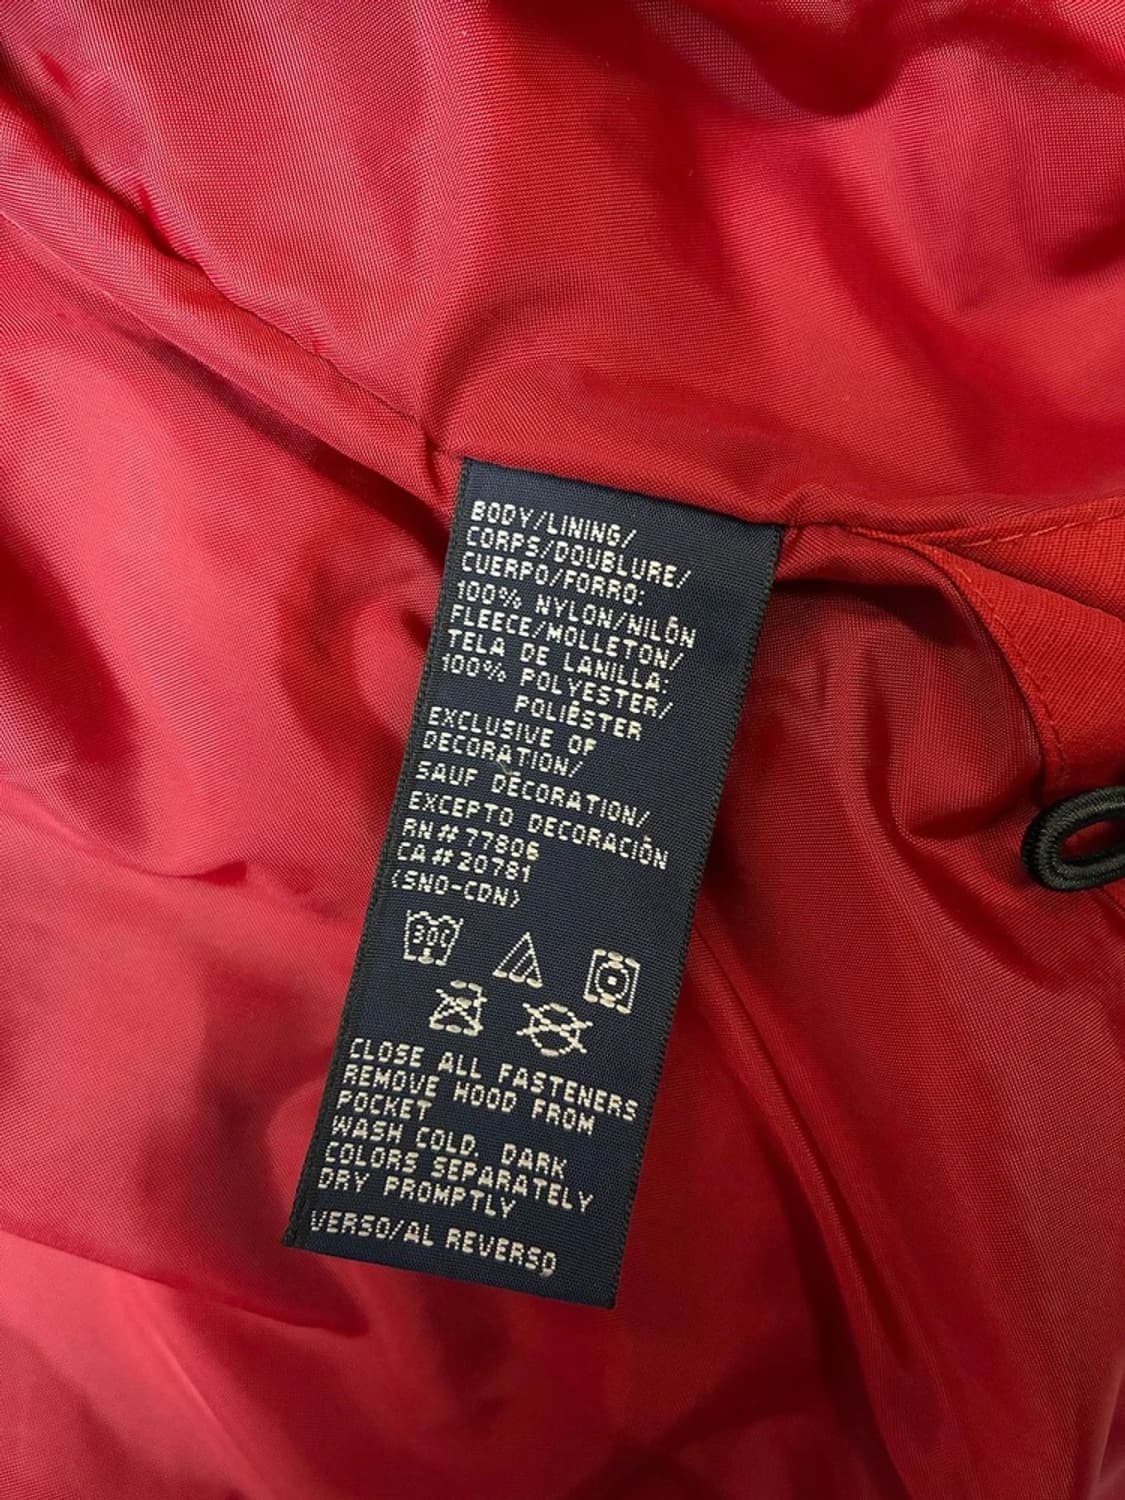 BODY/LINING/
CORPS/DOUBLURE/
CUERPO/FORRO:
100% NYLON/NILÓN
FLEECE/MOLLETON/
TELA DE LANILLA:
100% POLYESTER/
POLIÉSTER
EXCLUSIVE OF
DECORATION/
SAUF DÉCORATION/
EXCEPTO DECORACIÓN
RN# 77806
CA# 20781
(SNO-CDN)
30C
CLOSE ALL FASTENERS
REMOVE HOOD FROM
POCKET
WASH COLD. DARK
COLORS SEPARATELY
DRY PROMPTLY
VERSO/AL REVERSO